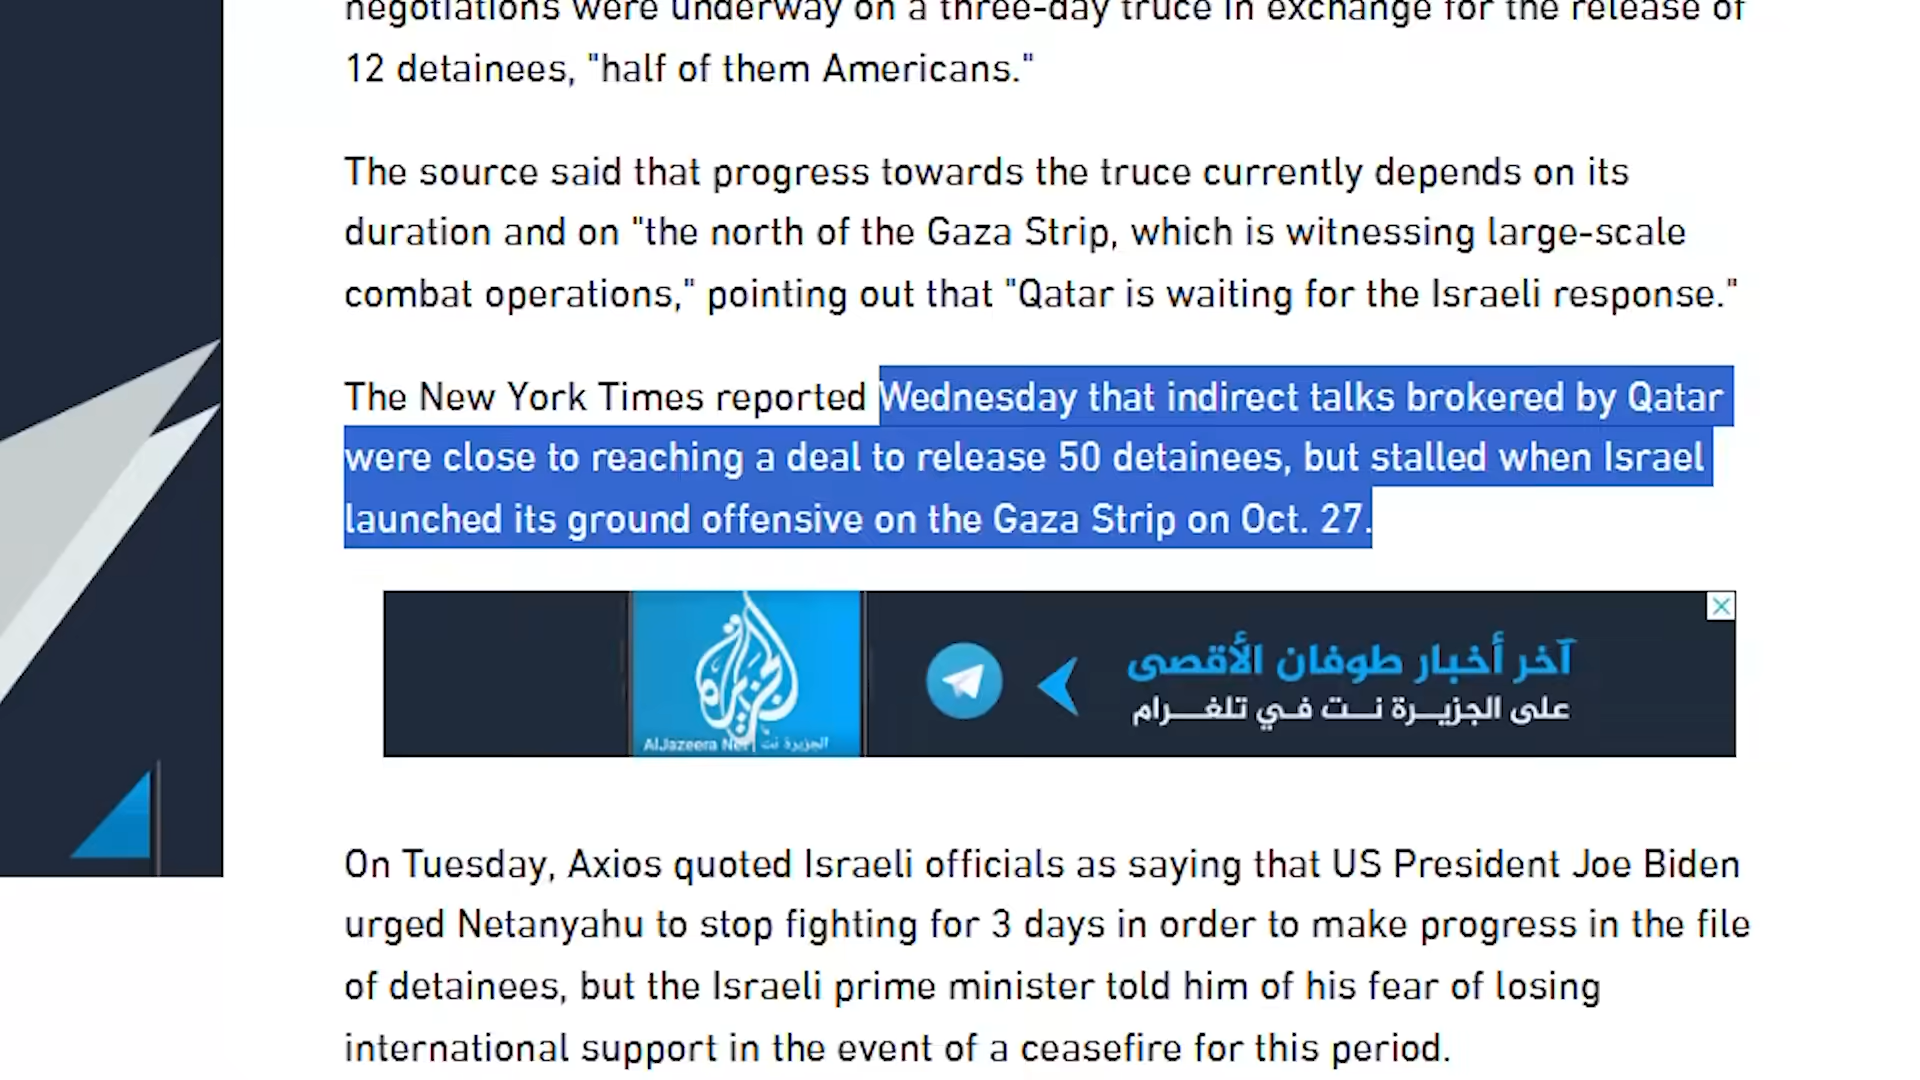 negotiations were underway on a three-day truce in exchange for the release of
12 detainees, "half of them Americans."
The source said that progress towards the truce currently depends on its
duration and on "the north of the Gaza Strip, which is witnessing large-scale
combat operations," pointing out that "Qatar is waiting for the Israeli response."
The New York Times reported Wednesday that indirect talks brokered by Qatar
were close to reaching a deal to release 50 detainees, but stalled when Israel
launched its ground offensive on the Gaza Strip on Oct. 27.
آخر أخبار طوفان الأقصى
على الجزيـرة نـت فـي تلغـرام
AlJazeera Net | الجزيرة نت
On Tuesday, Axios quoted Israeli officials as saying that US President Joe Biden
urged Netanyahu to stop fighting for 3 days in order to make progress in the file
of detainees, but the Israeli prime minister told him of his fear of losing
international support in the event of a ceasefire for this period.